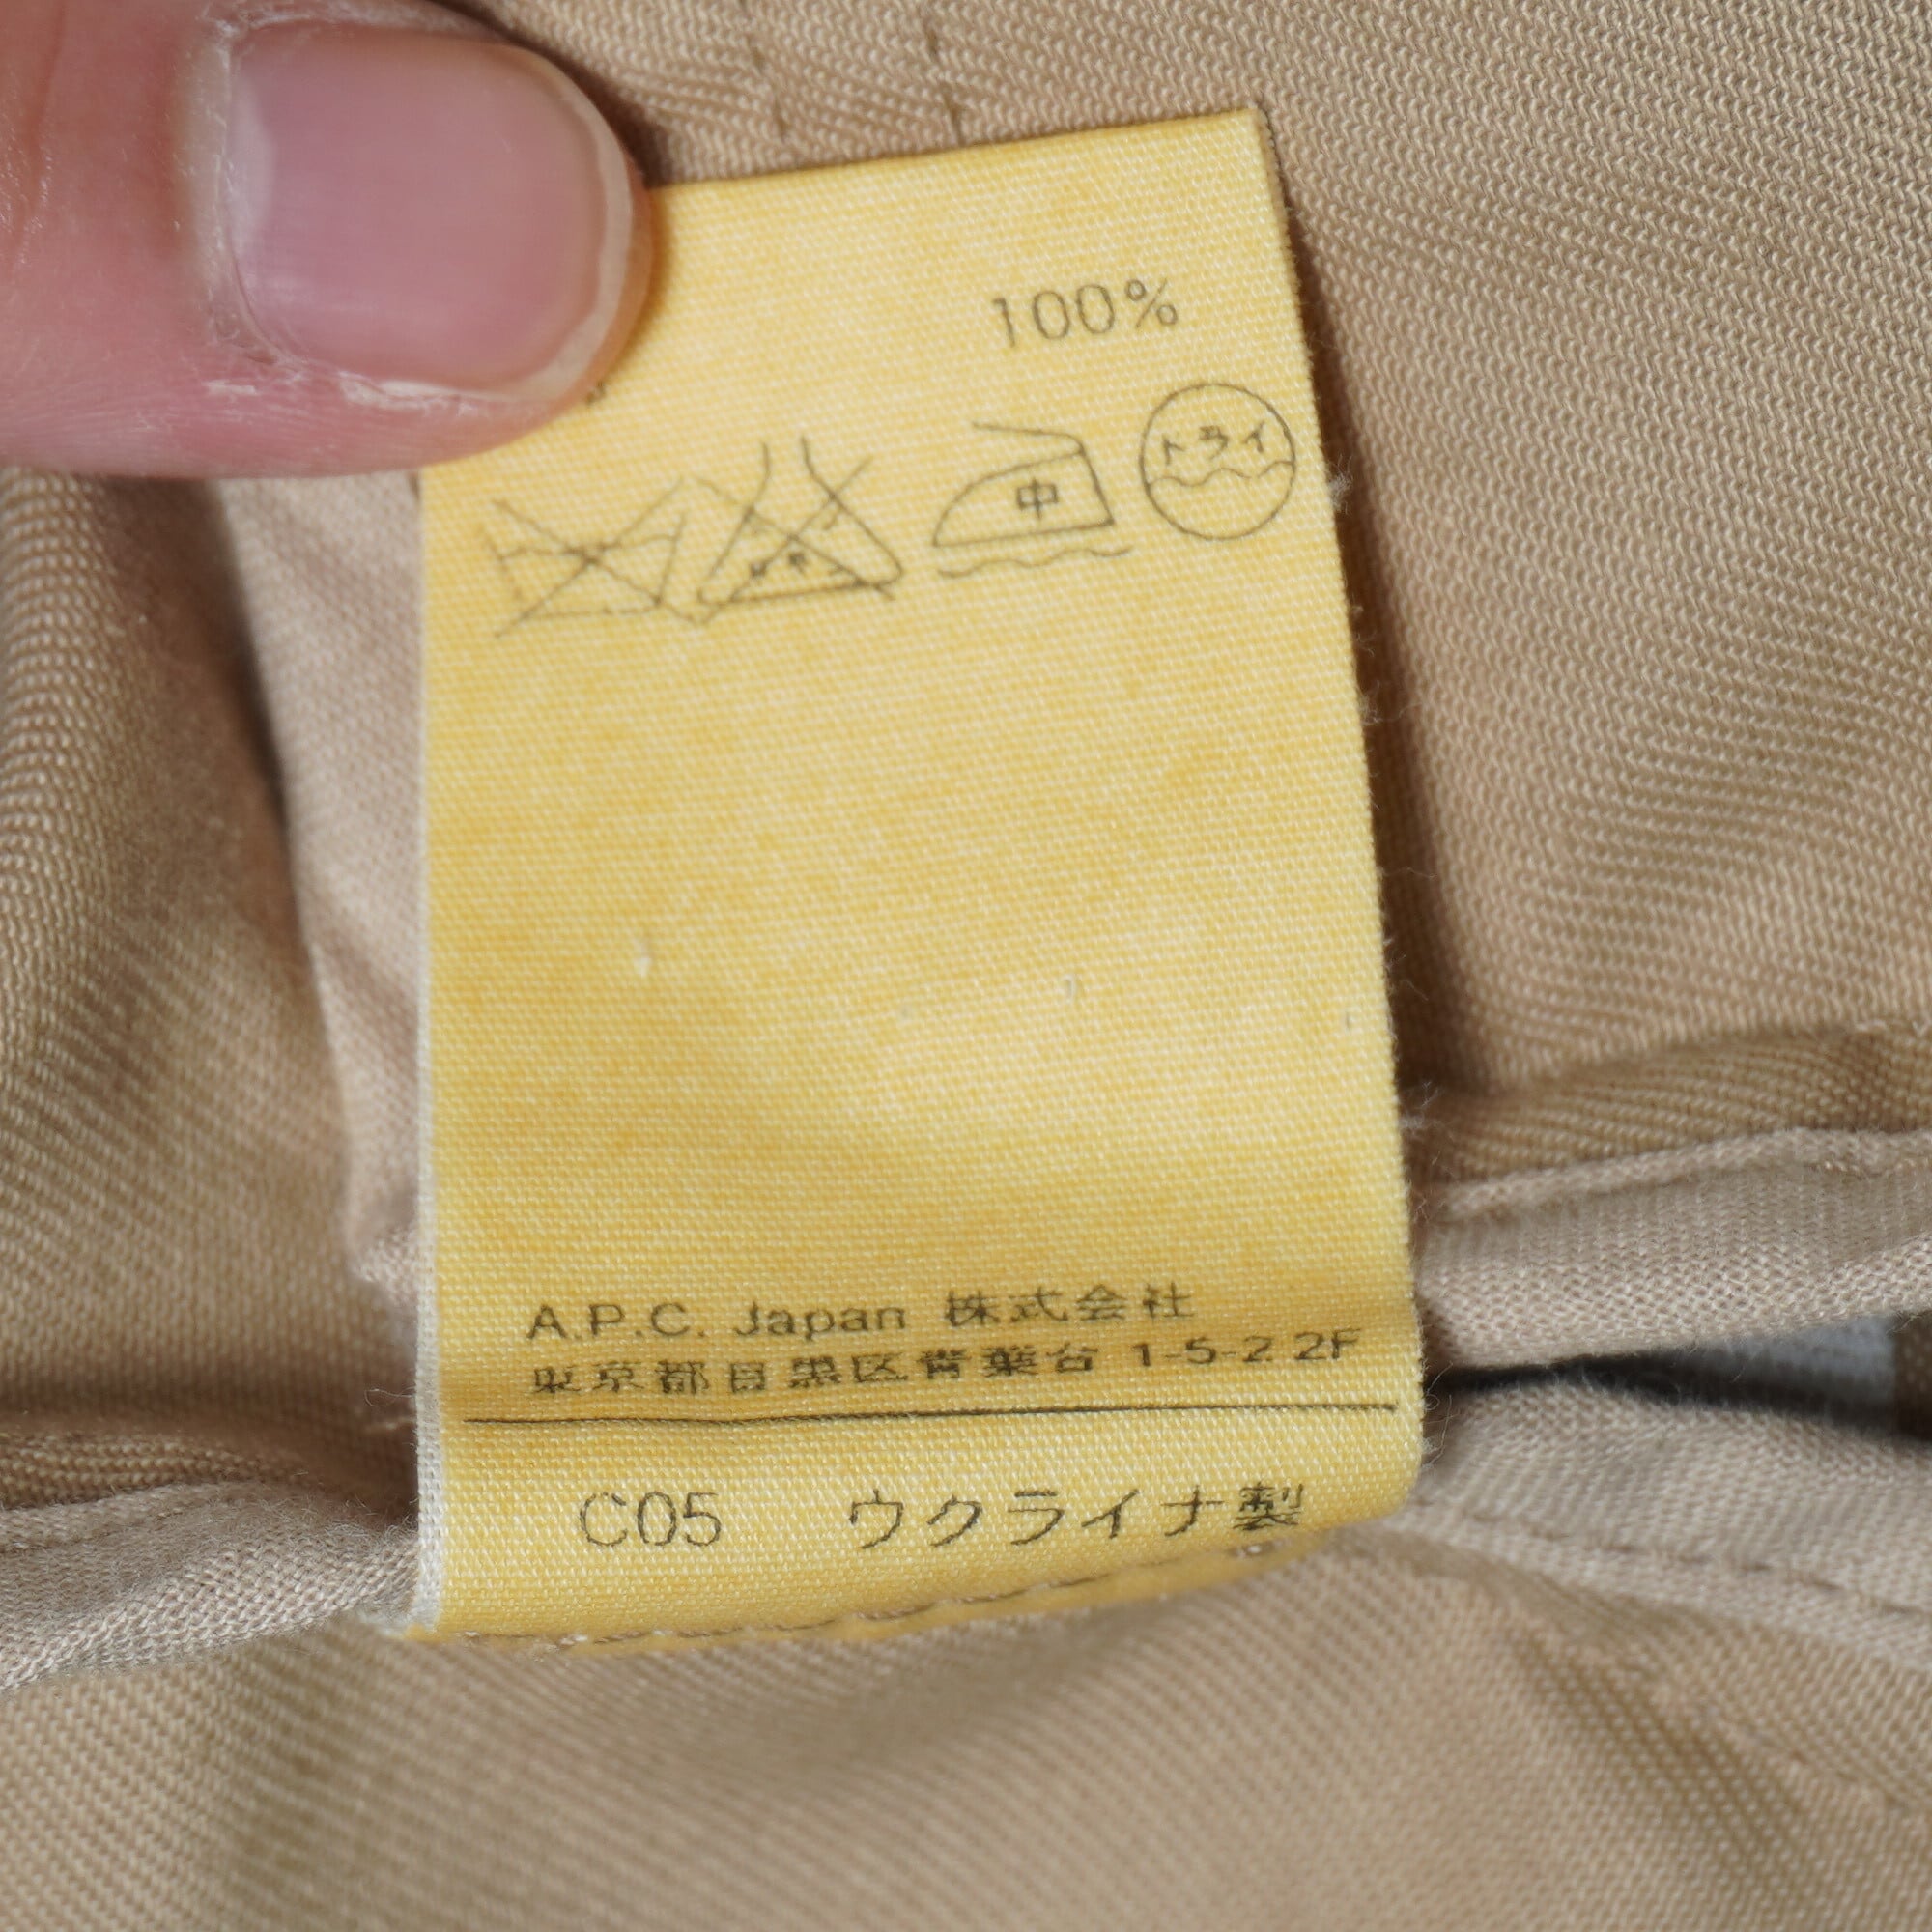 100%
中 ドライ
A.P.C. Japan 株式会社
東京都目黒区青葉台 1-5-2 2F
C05 ウクライナ製